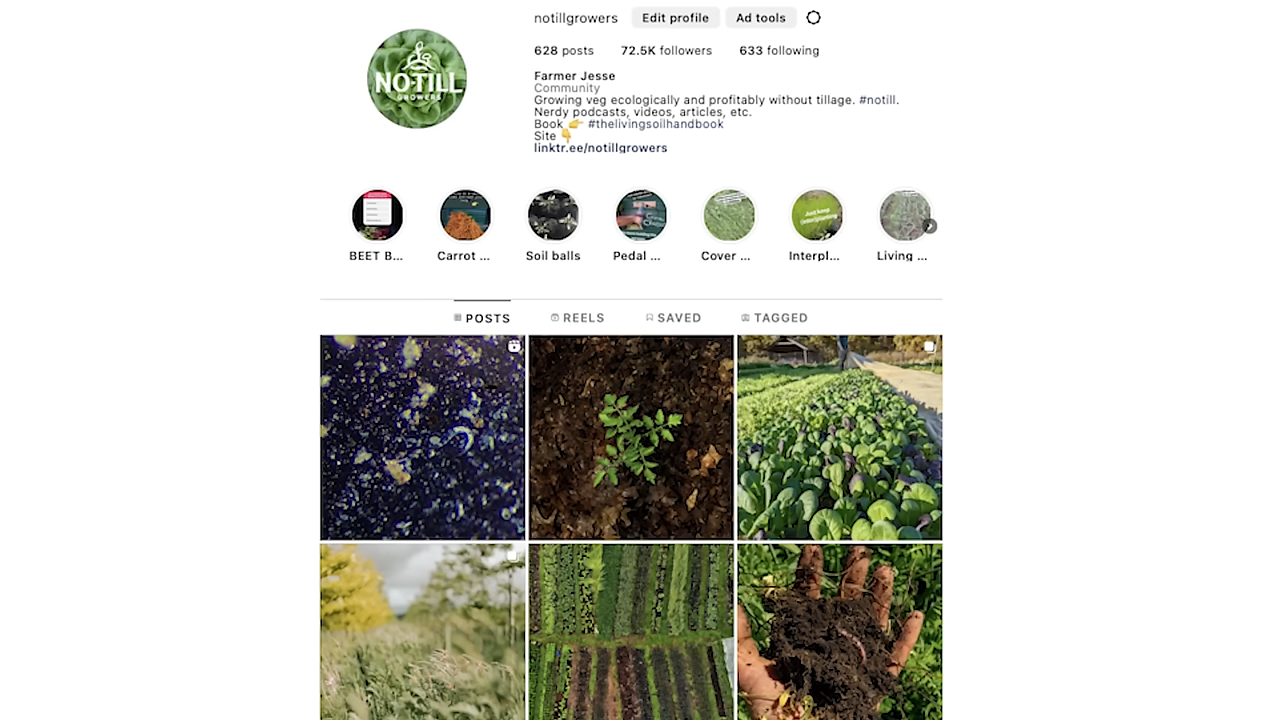 notillgrowers Edit profile Ad tools
628 posts 72.5K followers 633 following
NO-TILL
GROWERS
Farmer Jesse
Community
Growing veg ecologically and profitably without tillage. #notill.
Nerdy podcasts, videos, articles, etc.
Book 👉 #thelivingsoilhandbook
Site 👇
linktr.ee/notillgrowers
Just keep
BEET B... Carrot ... Soil balls Pedal ... Cover ... Interpl... Living ...
POSTS REELS SAVED TAGGED